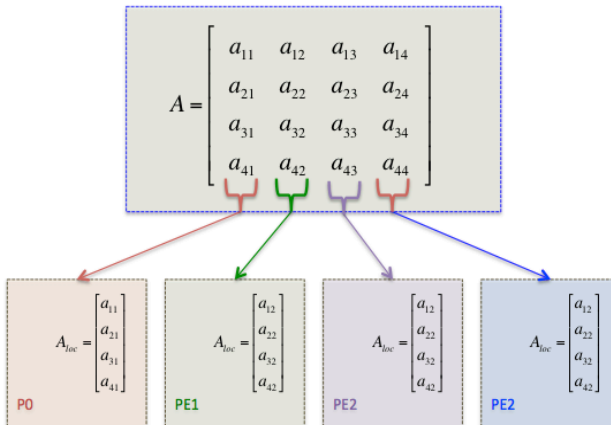 A = [ a11 a12 a13 a14
a21 a22 a23 a24
a31 a32 a33 a34
a41 a42 a43 a44 ]
Aloc = [ a11 a21 a31 a41 ]
P0
Aloc = [ a12 a22 a32 a42 ]
PE1
Aloc = [ a12 a22 a32 a42 ]
PE2
Aloc = [ a12 a22 a32 a42 ]
PE2